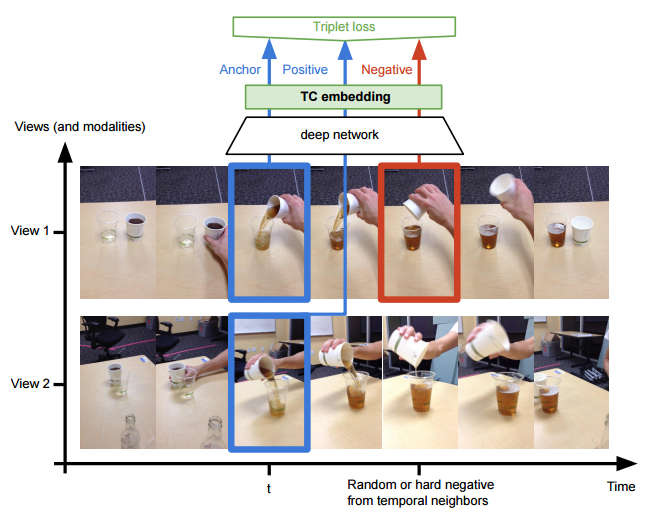 Triplet loss
Anchor Positive Negative
TC embedding
Views (and modalities)
deep network
View 1
View 2
t
Random or hard negative
from temporal neighbors
Time